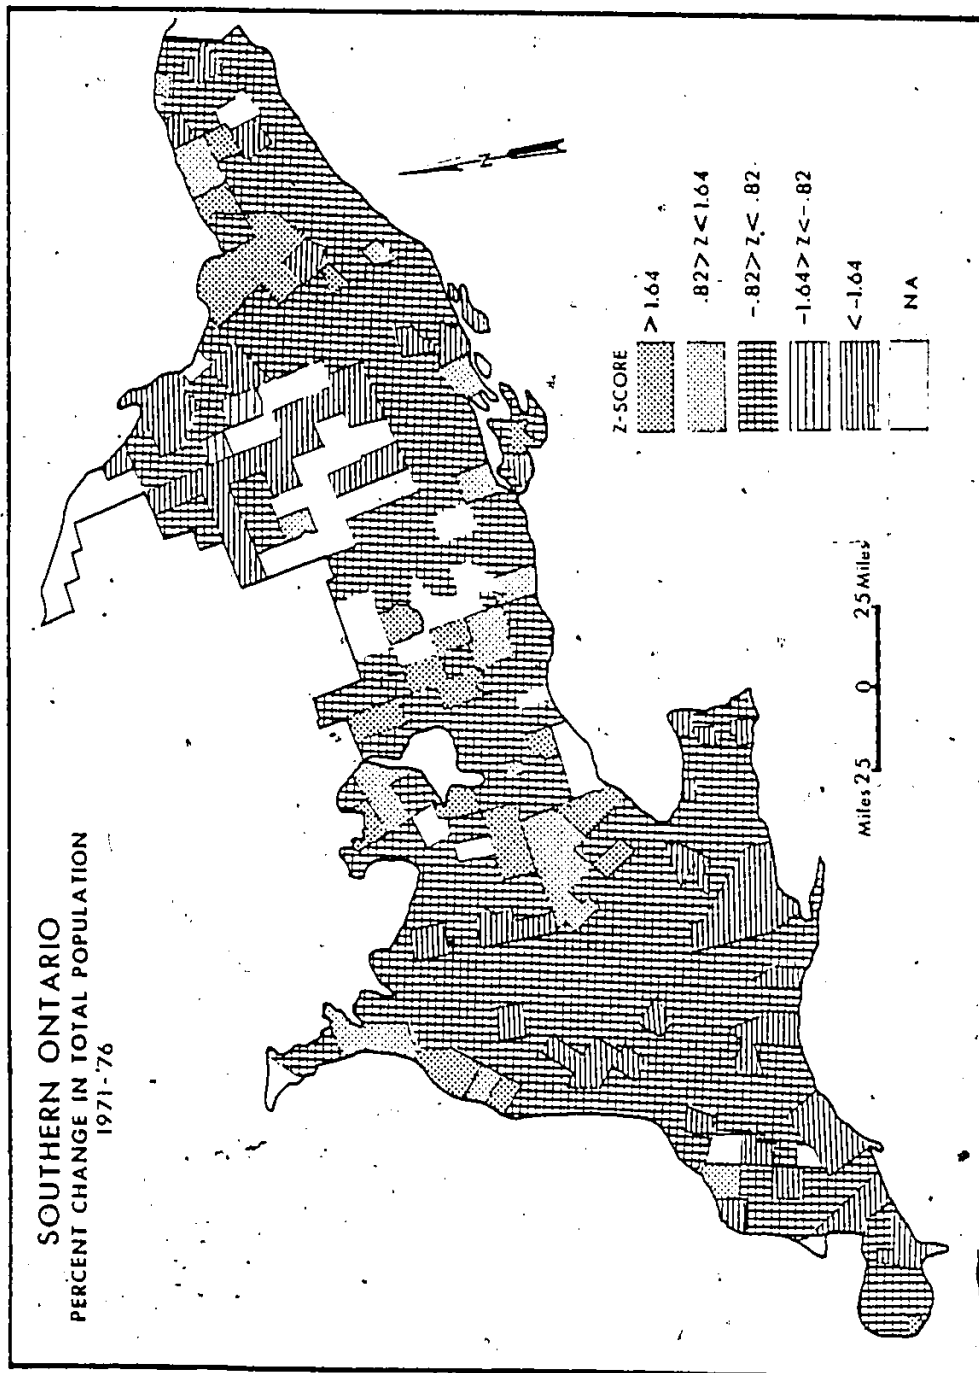 SOUTHERN ONTARIO
PERCENT CHANGE IN TOTAL POPULATION
1971-'76
N
Z-SCORE
> 1.64
.82 > Z < 1.64
-.82 > Z < .82
-1.64 > Z < -.82
< -1.64
NA
Miles 25 0 25 Miles